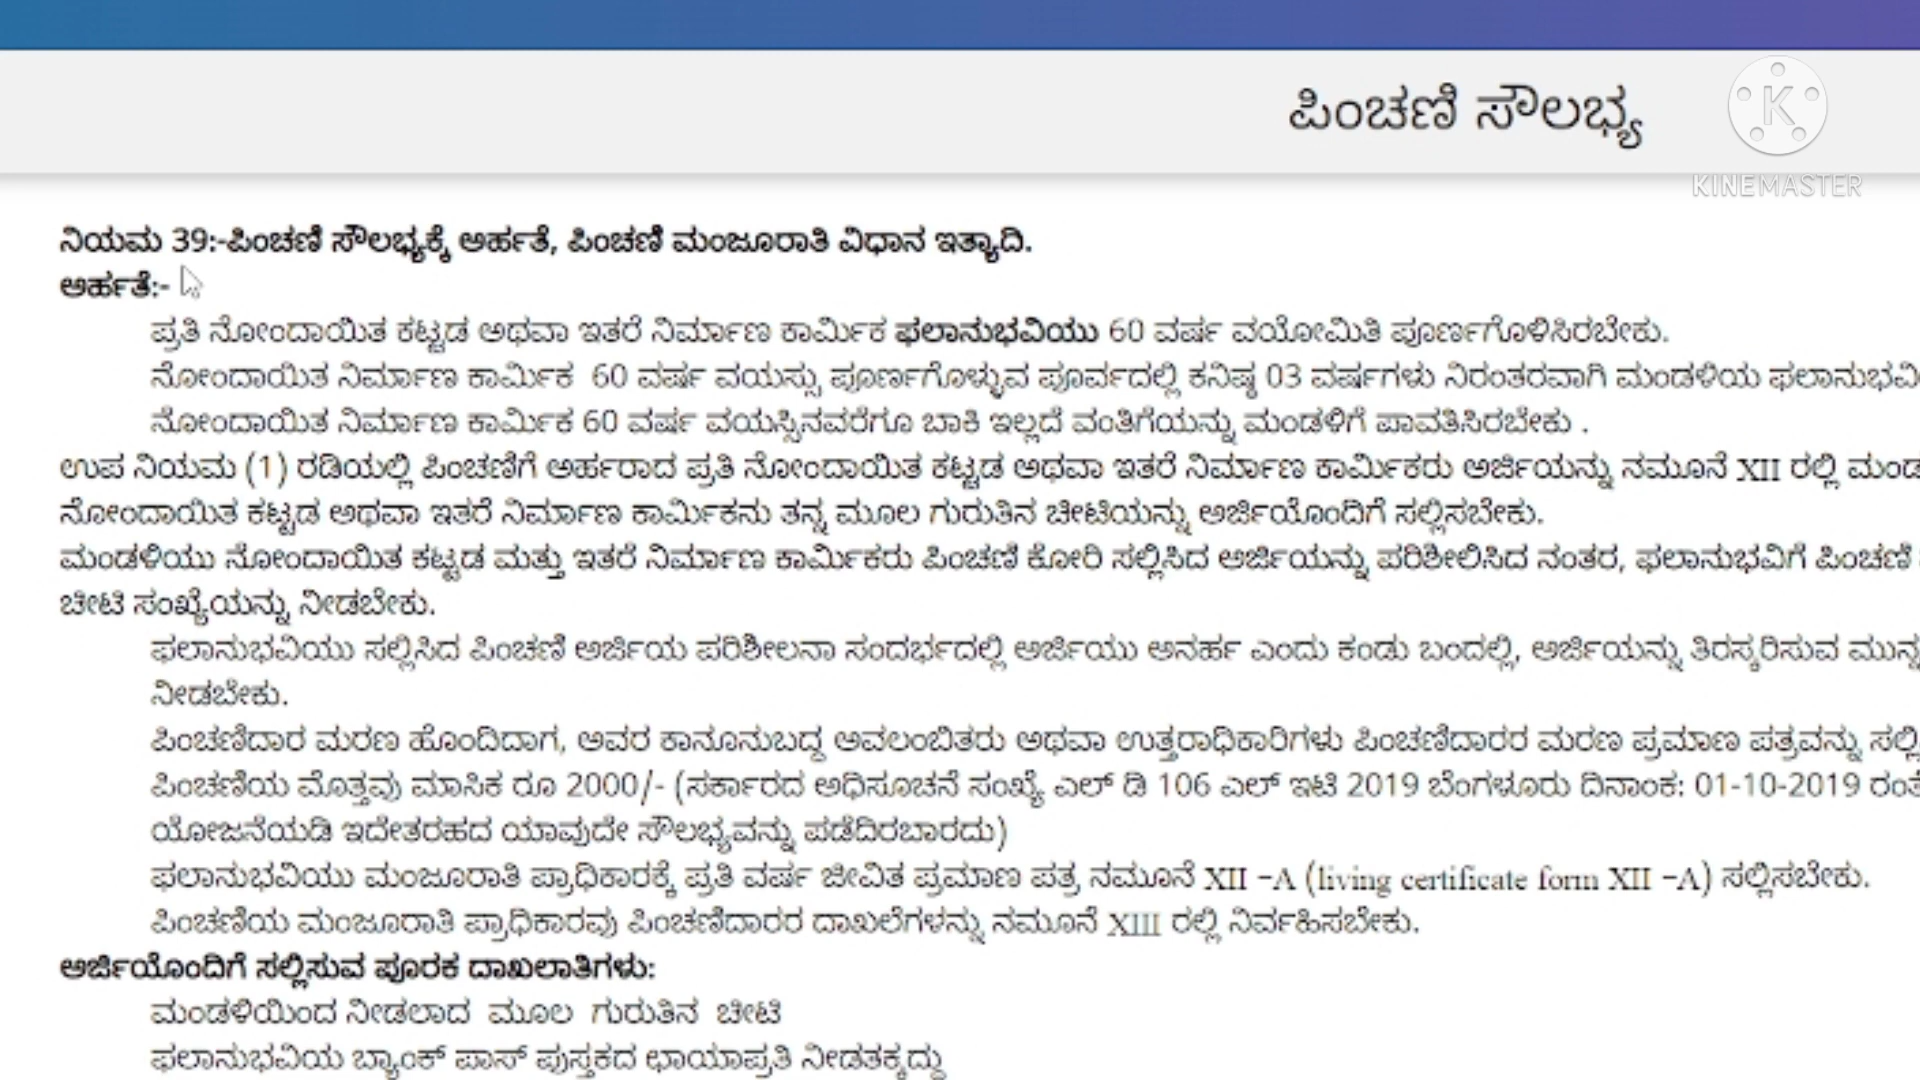 ಪಿಂಚಣಿ ಸೌಲಭ್ಯ
K
KINEMASTER
ನಿಯಮ 39:-ಪಿಂಚಣಿ ಸೌಲಭ್ಯಕ್ಕೆ ಅರ್ಹತೆ, ಪಿಂಚಣಿ ಮಂಜೂರಾತಿ ವಿಧಾನ ಇತ್ಯಾದಿ.
ಅರ್ಹತೆ:-
ಪ್ರತಿ ನೋಂದಾಯಿತ ಕಟ್ಟಡ ಅಥವಾ ಇತರೆ ನಿರ್ಮಾಣ ಕಾರ್ಮಿಕ ಫಲಾನುಭವಿಯು 60 ವರ್ಷ ವಯೋಮಿತಿ ಪೂರ್ಣಗೊಳಿಸಿರಬೇಕು.
ನೋಂದಾಯಿತ ನಿರ್ಮಾಣ ಕಾರ್ಮಿಕ 60 ವರ್ಷ ವಯಸ್ಸು ಪೂರ್ಣಗೊಳ್ಳುವ ಪೂರ್ವದಲ್ಲಿ ಕನಿಷ್ಠ 03 ವರ್ಷಗಳು ನಿರಂತರವಾಗಿ ಮಂಡಳಿಯ ಫಲಾನುಭವಿ
ನೋಂದಾಯಿತ ನಿರ್ಮಾಣ ಕಾರ್ಮಿಕ 60 ವರ್ಷ ವಯಸ್ಸಿನವರೆಗೂ ಬಾಕಿ ಇಲ್ಲದೆ ವಂತಿಗೆಯನ್ನು ಮಂಡಳಿಗೆ ಪಾವತಿಸಿರಬೇಕು .
ಉಪ ನಿಯಮ (1) ರಡಿಯಲ್ಲಿ ಪಿಂಚಣಿಗೆ ಅರ್ಹರಾದ ಪ್ರತಿ ನೋಂದಾಯಿತ ಕಟ್ಟಡ ಅಥವಾ ಇತರೆ ನಿರ್ಮಾಣ ಕಾರ್ಮಿಕರು ಅರ್ಜಿಯನ್ನು ನಮೂನೆ XII ರಲ್ಲಿ ಮಂಡ
ನೋಂದಾಯಿತ ಕಟ್ಟಡ ಅಥವಾ ಇತರೆ ನಿರ್ಮಾಣ ಕಾರ್ಮಿಕನು ತನ್ನ ಮೂಲ ಗುರುತಿನ ಚೀಟಿಯನ್ನು ಅರ್ಜಿಯೊಂದಿಗೆ ಸಲ್ಲಿಸಬೇಕು.
ಮಂಡಳಿಯು ನೋಂದಾಯಿತ ಕಟ್ಟಡ ಮತ್ತು ಇತರೆ ನಿರ್ಮಾಣ ಕಾರ್ಮಿಕರು ಪಿಂಚಣಿ ಕೋರಿ ಸಲ್ಲಿಸಿದ ಅರ್ಜಿಯನ್ನು ಪರಿಶೀಲಿಸಿದ ನಂತರ, ಫಲಾನುಭವಿಗೆ ಪಿಂಚಣಿ
ಚೀಟಿ ಸಂಖ್ಯೆಯನ್ನು ನೀಡಬೇಕು.
ಫಲಾನುಭವಿಯು ಸಲ್ಲಿಸಿದ ಪಿಂಚಣಿ ಅರ್ಜಿಯ ಪರಿಶೀಲನಾ ಸಂದರ್ಭದಲ್ಲಿ ಅರ್ಜಿಯು ಅನರ್ಹ ಎಂದು ಕಂಡು ಬಂದಲ್ಲಿ, ಅರ್ಜಿಯನ್ನು ತಿರಸ್ಕರಿಸುವ ಮುನ್ನ
ನೀಡಬೇಕು.
ಪಿಂಚಣಿದಾರ ಮರಣ ಹೊಂದಿದಾಗ, ಅವರ ಕಾನೂನುಬದ್ದ ಅವಲಂಬಿತರು ಅಥವಾ ಉತ್ತರಾಧಿಕಾರಿಗಳು ಪಿಂಚಣಿದಾರರ ಮರಣ ಪ್ರಮಾಣ ಪತ್ರವನ್ನು ಸಲ್ಲಿ
ಪಿಂಚಣಿಯ ಮೊತ್ತವು ಮಾಸಿಕ ರೂ 2000/- (ಸರ್ಕಾರದ ಅಧಿಸೂಚನೆ ಸಂಖ್ಯೆ ಎಲ್ ಡಿ 106 ಎಲ್ ಇಟಿ 2019 ಬೆಂಗಳೂರು ದಿನಾಂಕ: 01-10-2019 ರಂತೆ
ಯೋಜನೆಯಡಿ ಇದೇತರಹದ ಯಾವುದೇ ಸೌಲಭ್ಯವನ್ನು ಪಡೆದಿರಬಾರದು)
ಫಲಾನುಭವಿಯು ಮಂಜೂರಾತಿ ಪ್ರಾಧಿಕಾರಕ್ಕೆ ಪ್ರತಿ ವರ್ಷ ಜೀವಿತ ಪ್ರಮಾಣ ಪತ್ರ ನಮೂನೆ XII –A (living certificate form XII –A) ಸಲ್ಲಿಸಬೇಕು.
ಪಿಂಚಣಿಯ ಮಂಜೂರಾತಿ ಪ್ರಾಧಿಕಾರವು ಪಿಂಚಣಿದಾರರ ದಾಖಲೆಗಳನ್ನು ನಮೂನೆ XIII ರಲ್ಲಿ ನಿರ್ವಹಿಸಬೇಕು.
ಅರ್ಜಿಯೊಂದಿಗೆ ಸಲ್ಲಿಸುವ ಪೂರಕ ದಾಖಲಾತಿಗಳು:
ಮಂಡಳಿಯಿಂದ ನೀಡಲಾದ ಮೂಲ ಗುರುತಿನ ಚೀಟಿ
ಫಲಾನುಭವಿಯ ಬ್ಯಾಂಕ್ ಪಾಸ್ ಪುಸ್ತಕದ ಛಾಯಾಪ್ರತಿ ನೀಡತಕ್ಕದ್ದು